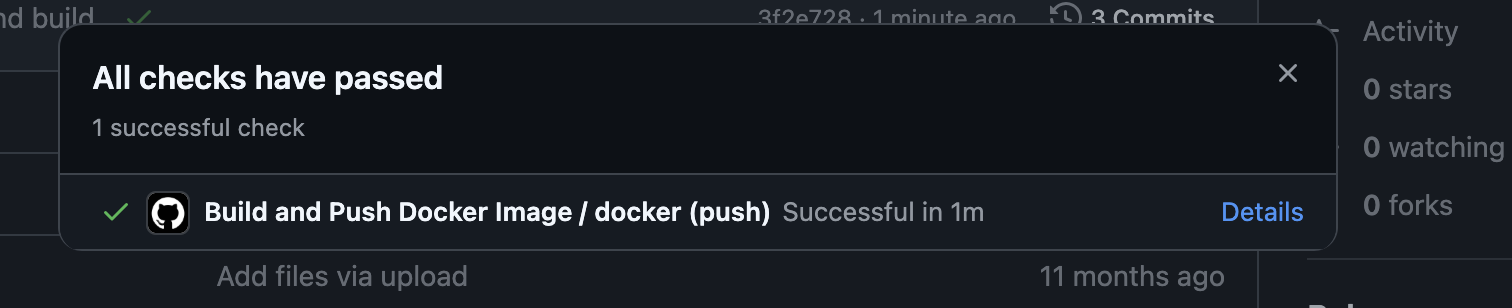 nd build 3f2e728 · 1 minute ago 3 Commits
Activity
All checks have passed
0 stars
1 successful check
0 watching
Build and Push Docker Image / docker (push) Successful in 1m Details
0 forks
Add files via upload 11 months ago